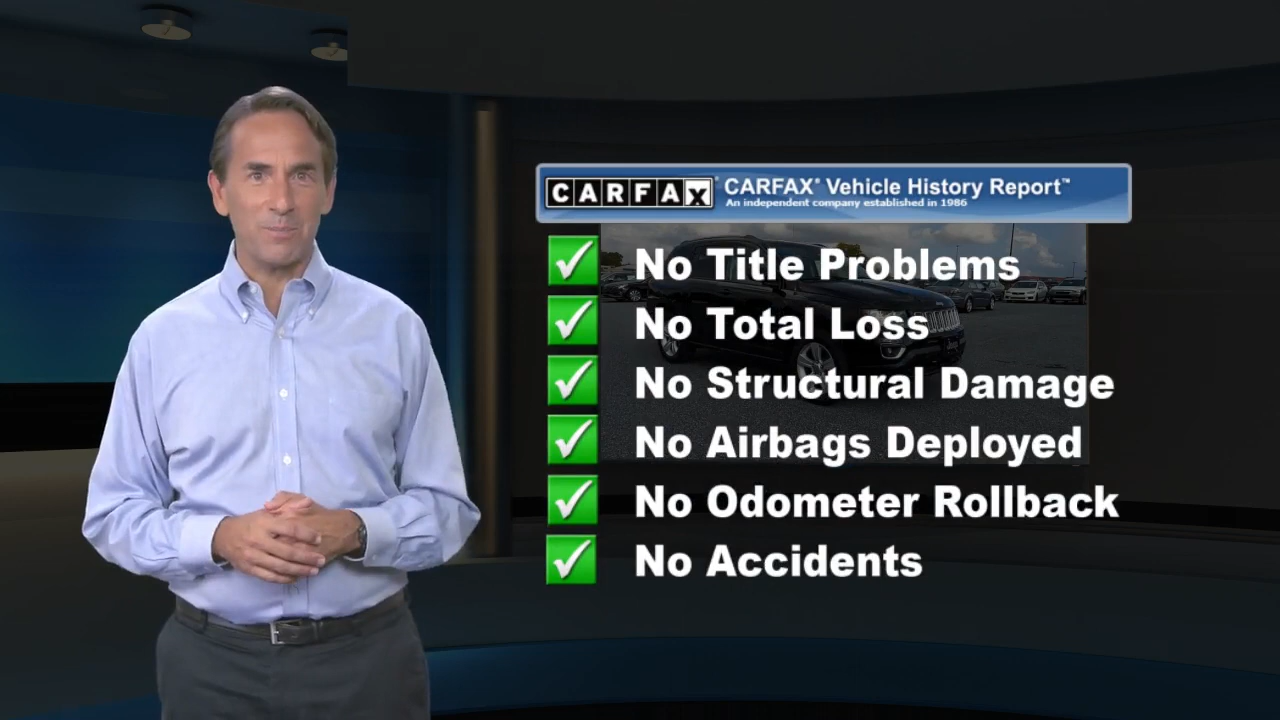 CARFAX® CARFAX® Vehicle History Report™
An independent company established in 1986
No Title Problems
No Total Loss
No Structural Damage
No Airbags Deployed
No Odometer Rollback
No Accidents